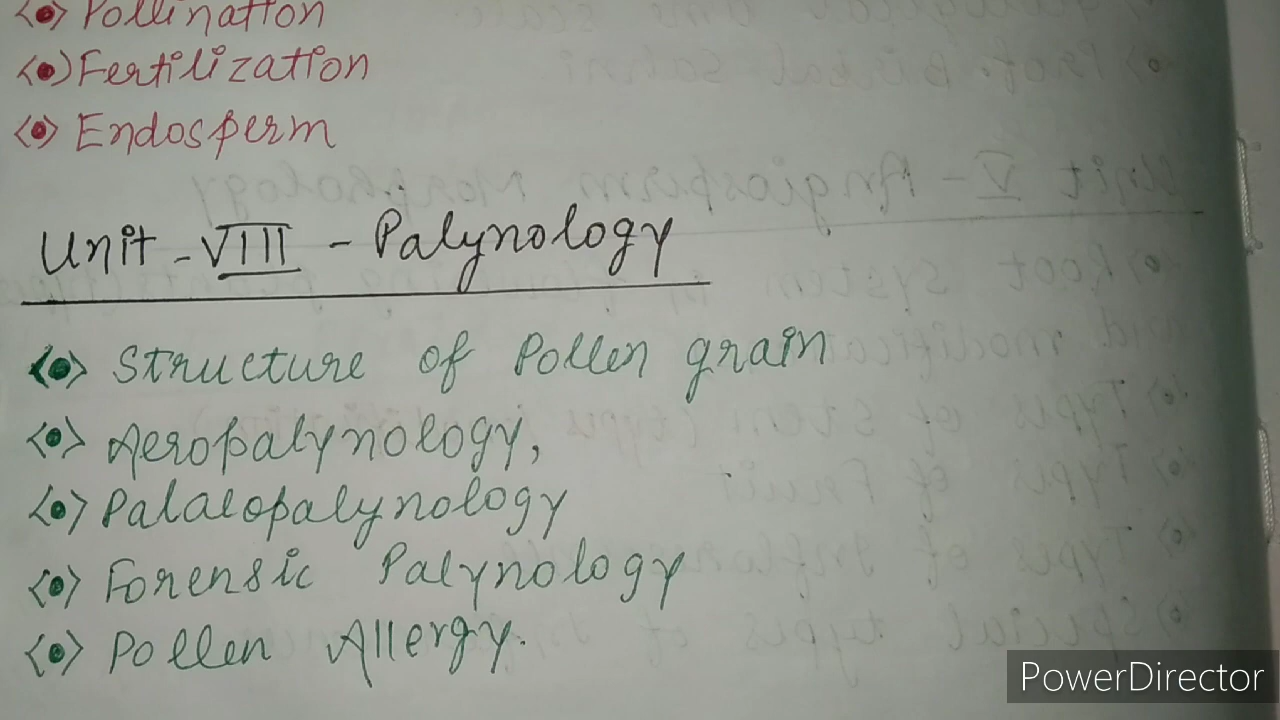 <•> Pollination
<•> Fertilization
<•> Endosperm
Unit - VIII - Palynology
<•> Structure of Pollen grain
<•> Aeropalynology,
<•> Palaeopalynology
<•> Forensic Palynology
<•> Pollen Allergy.
PowerDirector